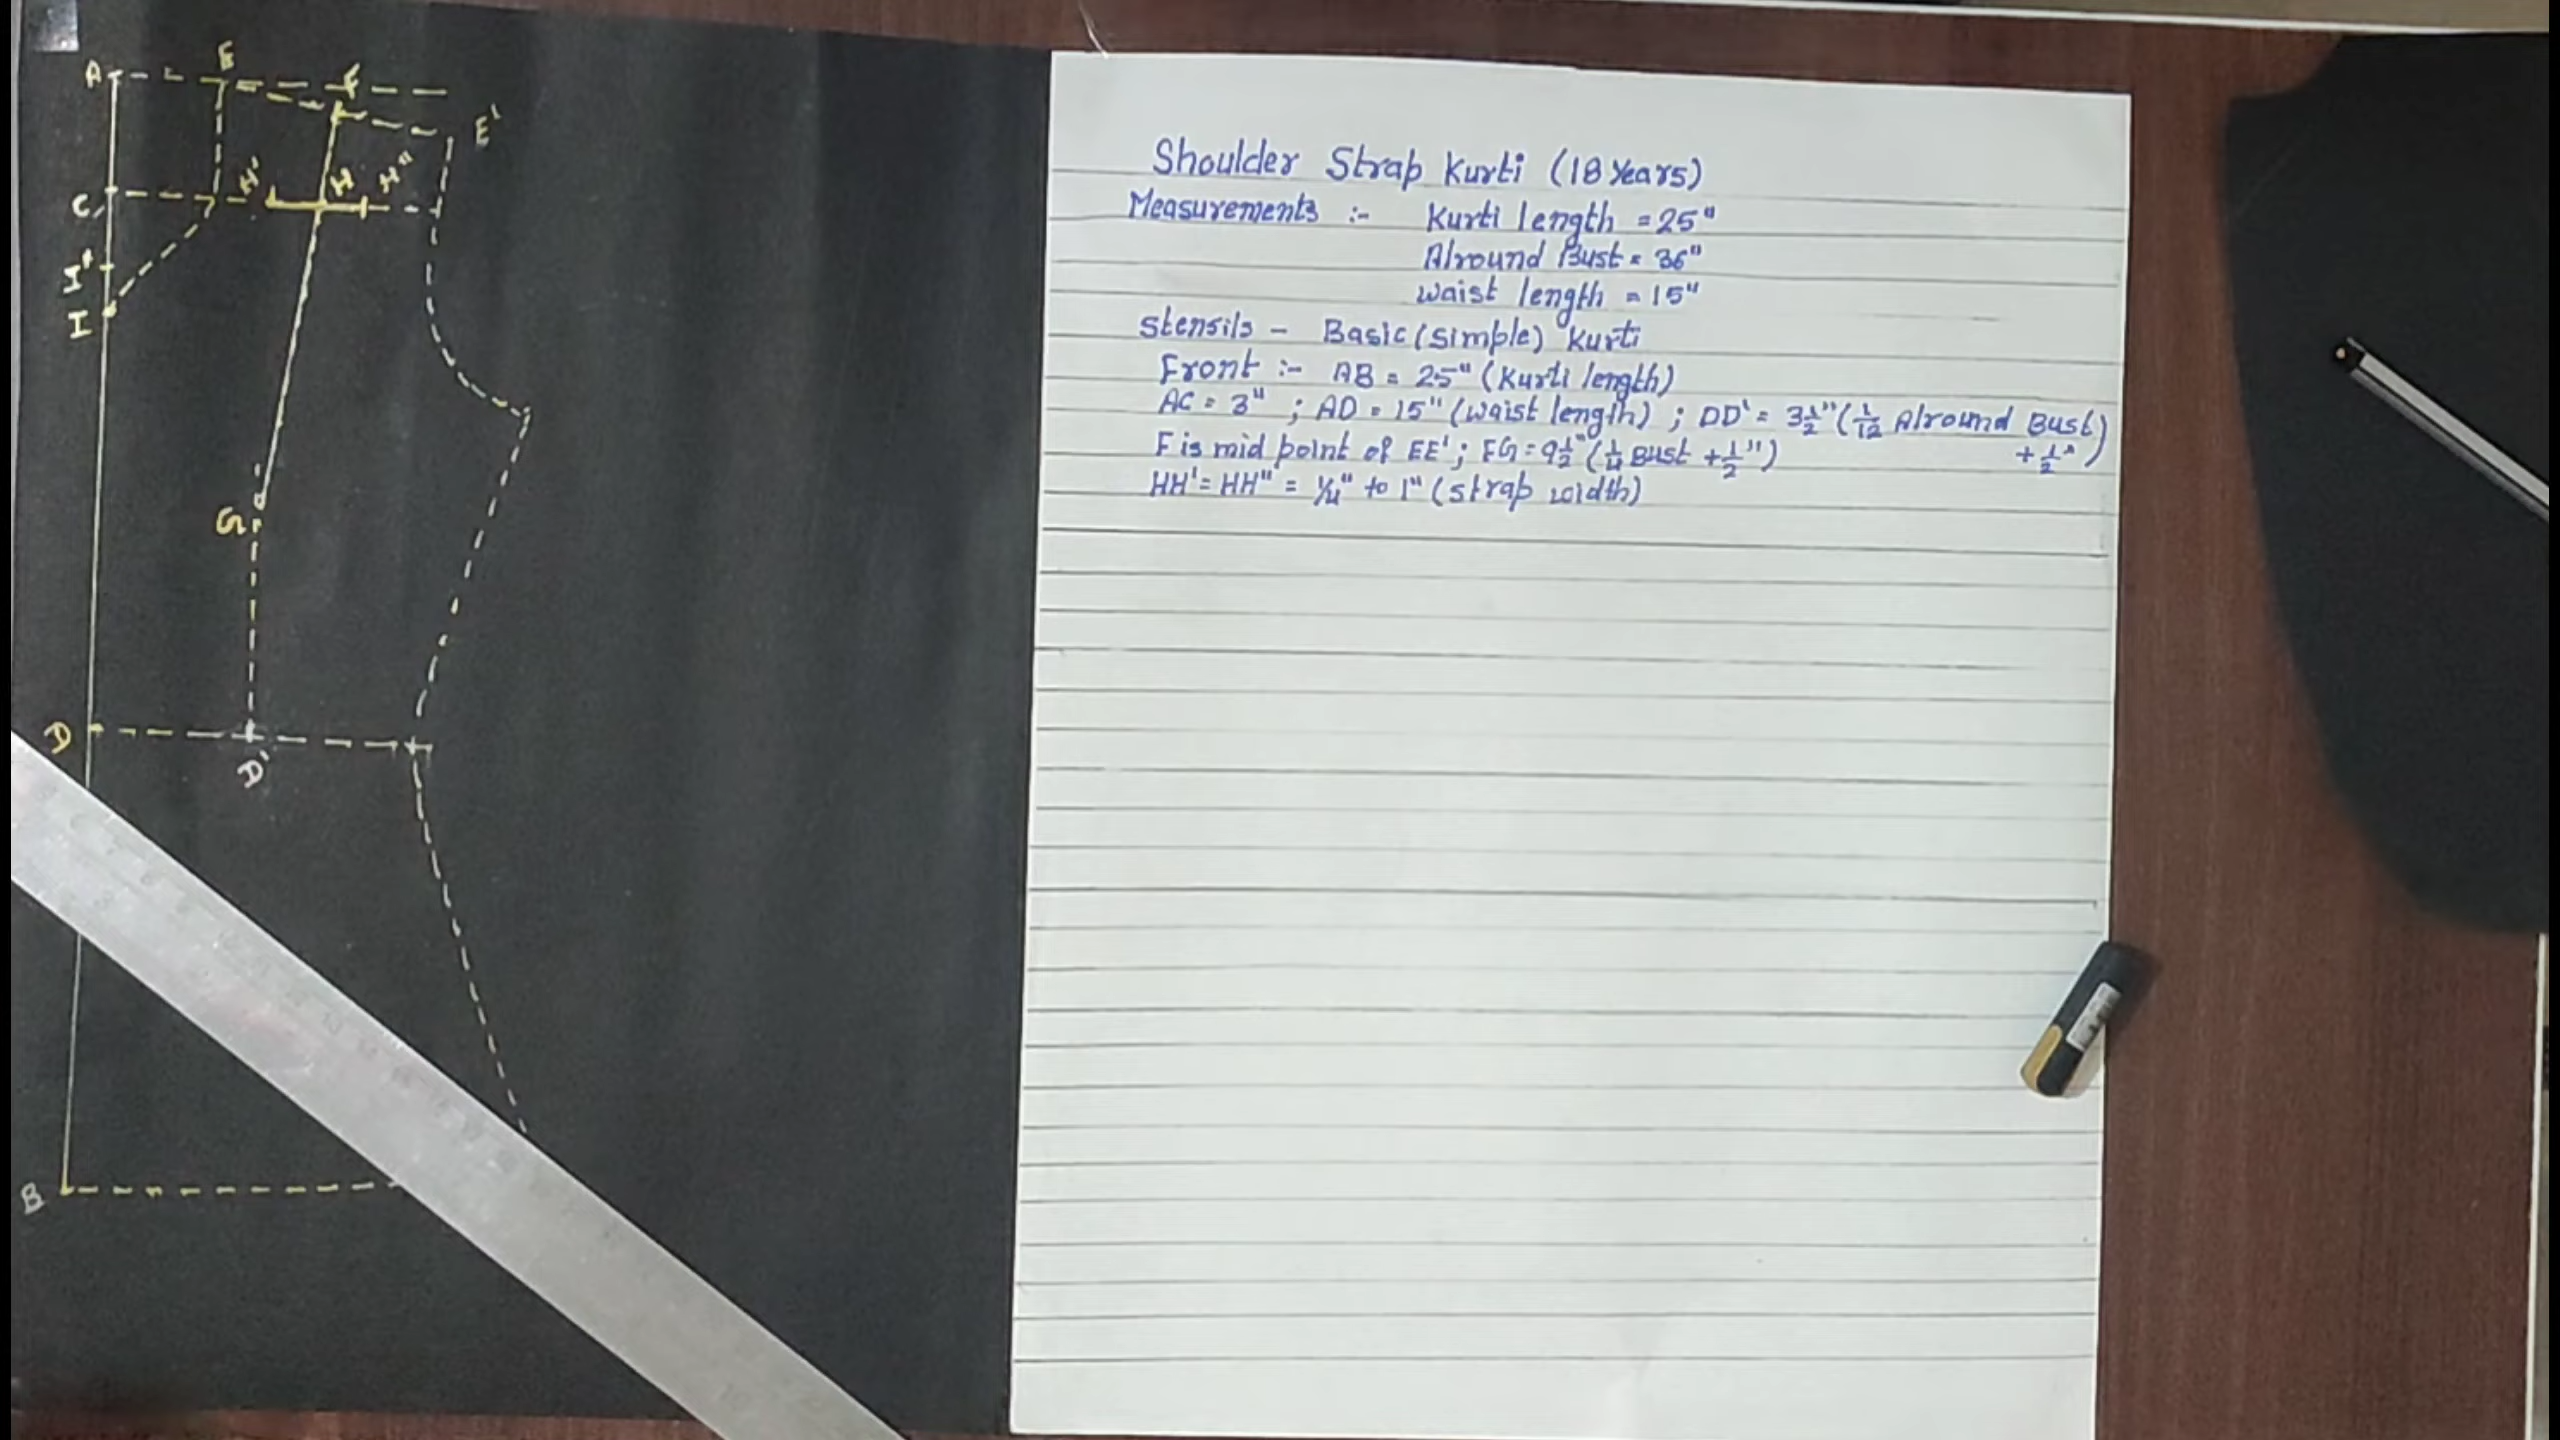 A
E
F
E'
C
H'
H
H"
I'
I
G
D
D'
B
Shoulder Strap Kurti (18 Years)
Measurements :- Kurti length = 25"
Alround Bust = 36"
Waist length = 15"
Stensils - Basic (Simple) Kurti
Front :- AB = 25" (Kurti length)
AC = 3" ; AD = 15" (waist length) ; DD' = 3½" (1/12 Alround Bust + ½")
F is mid point of EE' ; FG = 9½" (¼ Bust + ½")
HH' = HH" = ¼" to 1" (strap width)